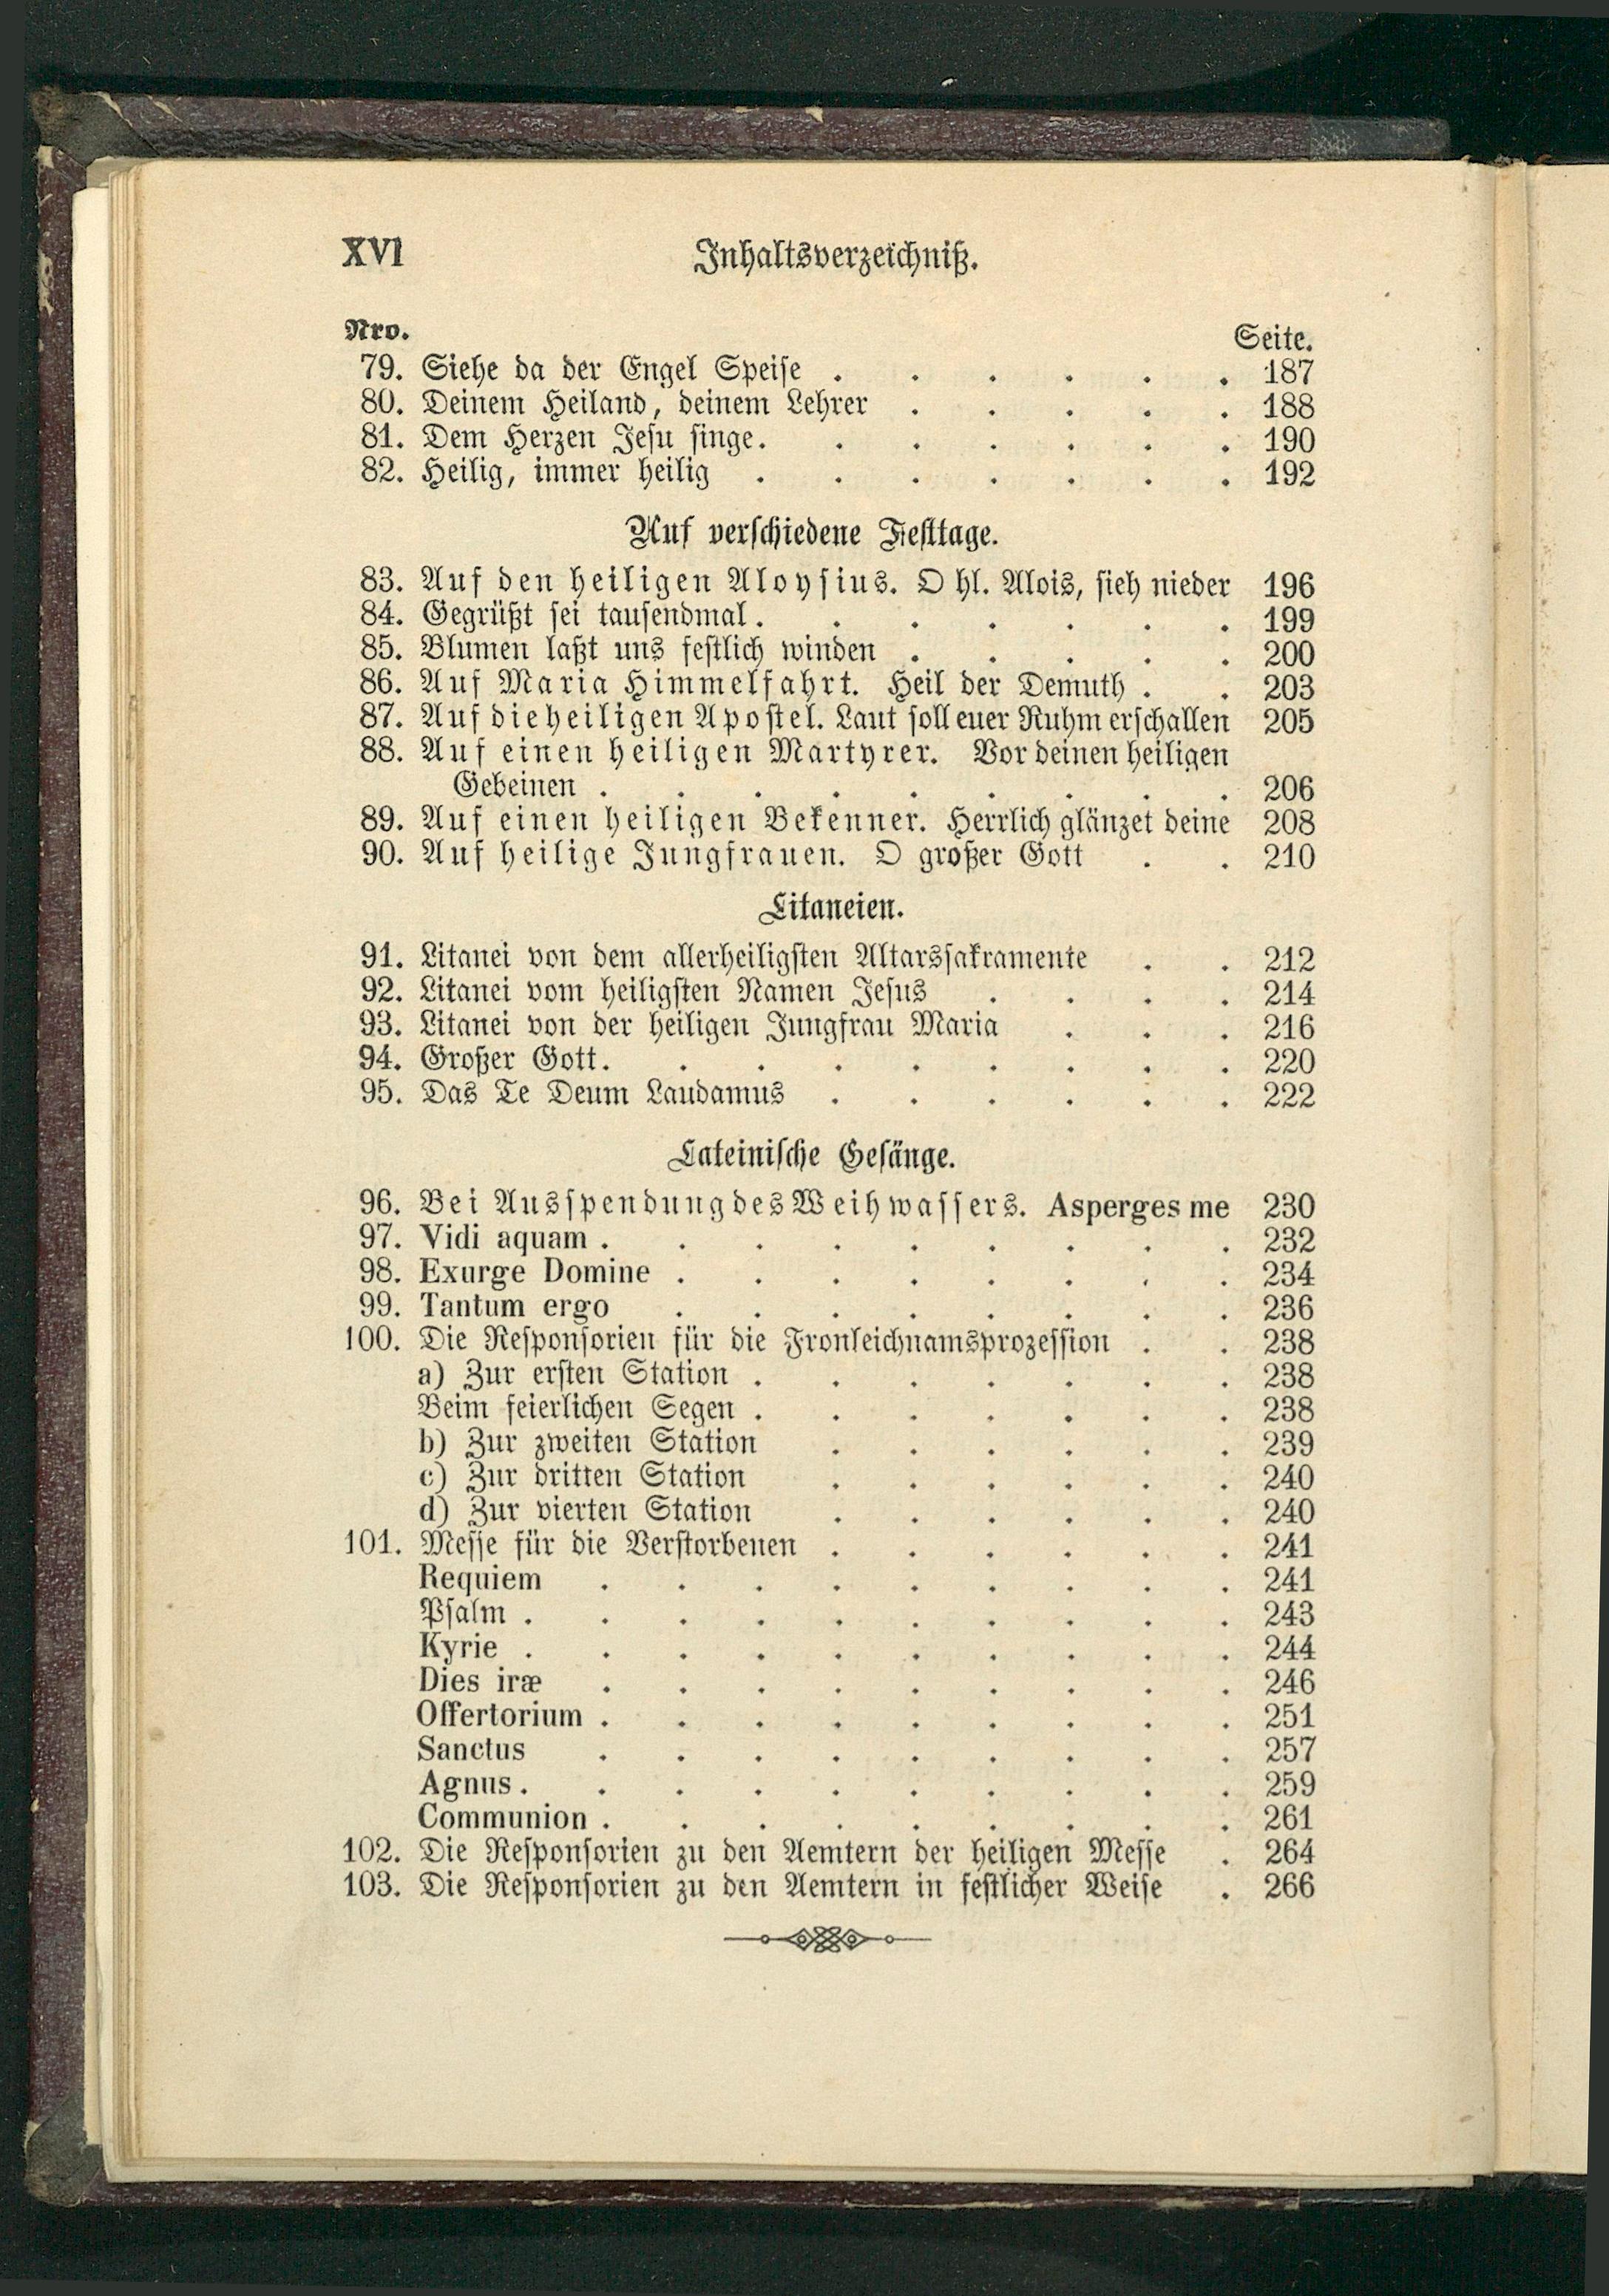 XVI Inhaltsverzeichniß.
Nro. Seite.
79. Siehe da der Engel Speise . . . . . . 187
80. Deinem Heiland, deinem Lehrer . . . . . 188
81. Dem Herzen Jesu singe. . . . . . . 190
82. Heilig, immer heilig . . . . . . . 192
Auf verschiedene Festtage.
83. Auf den heiligen Aloysius. O hl. Alois, sieh nieder 196
84. Gegrüßt sei tausendmal . . . . . . . 199
85. Blumen laßt uns festlich winden . . . . . 200
86. Auf Maria Himmelfahrt. Heil der Demuth . . 203
87. Auf die heiligen Apostel. Laut soll euer Ruhm erschallen 205
88. Auf einen heiligen Martyrer. Vor deinen heiligen
Gebeinen . . . . . . . . . 206
89. Auf einen heiligen Bekenner. Herrlich glänzet deine 208
90. Auf heilige Jungfrauen. O großer Gott . . 210
Litaneien.
91. Litanei von dem allerheiligsten Altarssakramente . . 212
92. Litanei vom heiligsten Namen Jesus . . . . 214
93. Litanei von der heiligen Jungfrau Maria . . . 216
94. Großer Gott. . . . . . . . . 220
95. Das Te Deum Laudamus . . . . . . 222
Lateinische Gesänge.
96. Bei Ausspendung des Weihwassers. Asperges me 230
97. Vidi aquam . . . . . . . . . 232
98. Exurge Domine . . . . . . . . 234
99. Tantum ergo . . . . . . . . 236
100. Die Responsorien für die Fronleichnamsprozession . . 238
a) Zur ersten Station . . . . . . . 238
Beim feierlichen Segen . . . . . . . 238
b) Zur zweiten Station . . . . . . 239
c) Zur dritten Station . . . . . . 240
d) Zur vierten Station . . . . . . 240
101. Messe für die Verstorbenen . . . . . . 241
Requiem . . . . . . . . . 241
Psalm . . . . . . . . . . 243
Kyrie . . . . . . . . . . 244
Dies iræ . . . . . . . . . 246
Offertorium . . . . . . . . . 251
Sanctus . . . . . . . . . 257
Agnus . . . . . . . . . . 259
Communion . . . . . . . . . 261
102. Die Responsorien zu den Aemtern der heiligen Messe . 264
103. Die Responsorien zu den Aemtern in festlicher Weise . 266